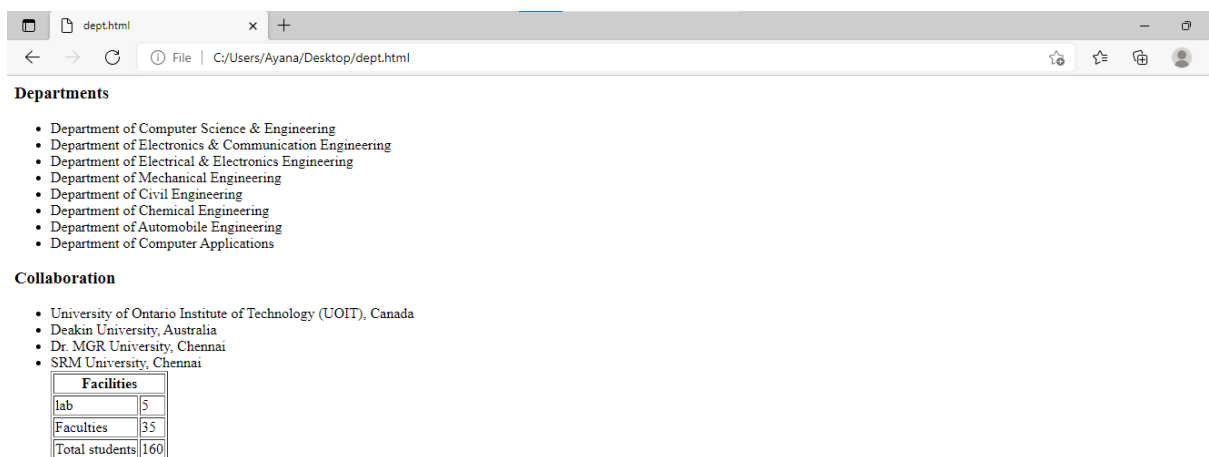 dept.html
File | C:/Users/Ayana/Desktop/dept.html
Departments
• Department of Computer Science & Engineering
• Department of Electronics & Communication Engineering
• Department of Electrical & Electronics Engineering
• Department of Mechanical Engineering
• Department of Civil Engineering
• Department of Chemical Engineering
• Department of Automobile Engineering
• Department of Computer Applications
Collaboration
• University of Ontario Institute of Technology (UOIT), Canada
• Deakin University, Australia
• Dr. MGR University, Chennai
• SRM University, Chennai
Facilities
lab 5
Faculties 35
Total students 160